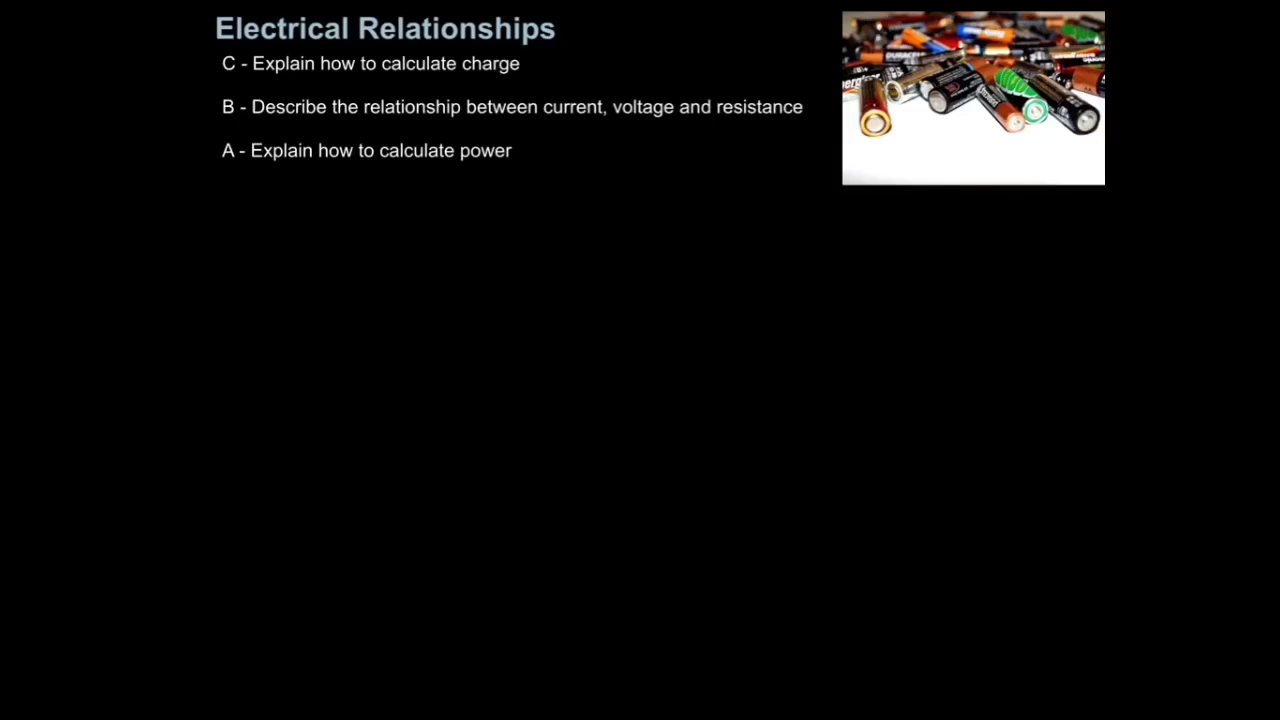 Electrical Relationships
C - Explain how to calculate charge
B - Describe the relationship between current, voltage and resistance
A - Explain how to calculate power
DURACELL